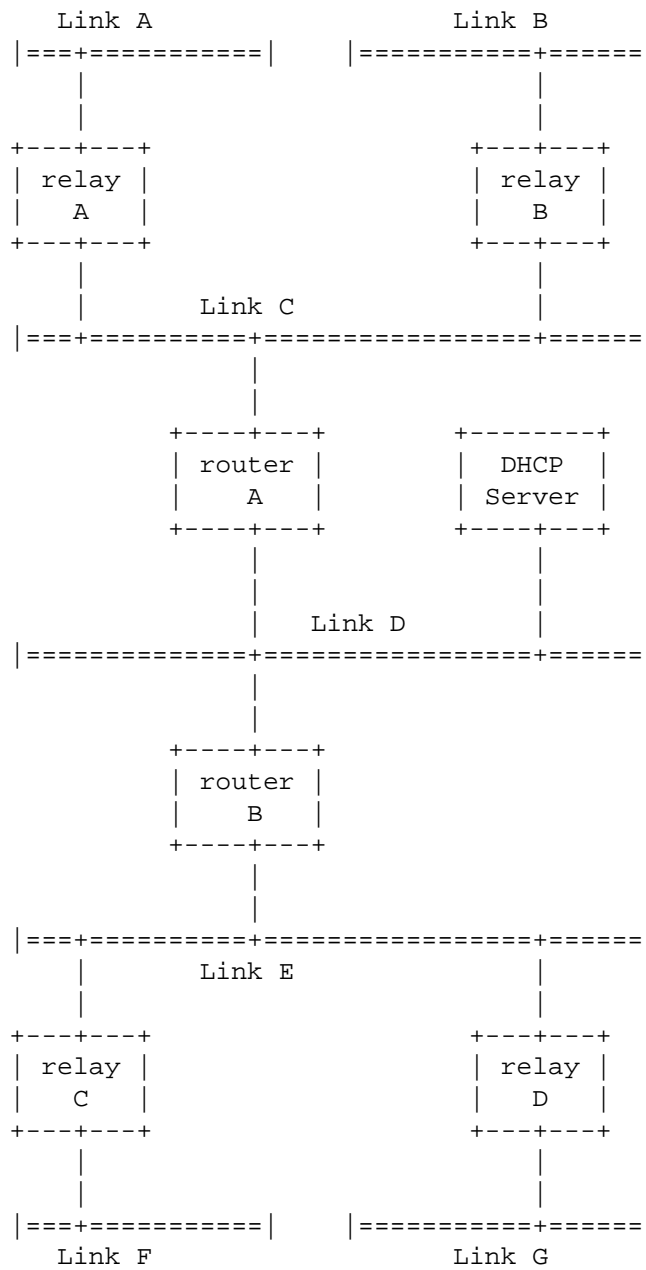 Link A Link B
relay relay
A B
Link C
router DHCP
A Server
Link D
router
B
Link E
relay relay
C D
Link F Link G